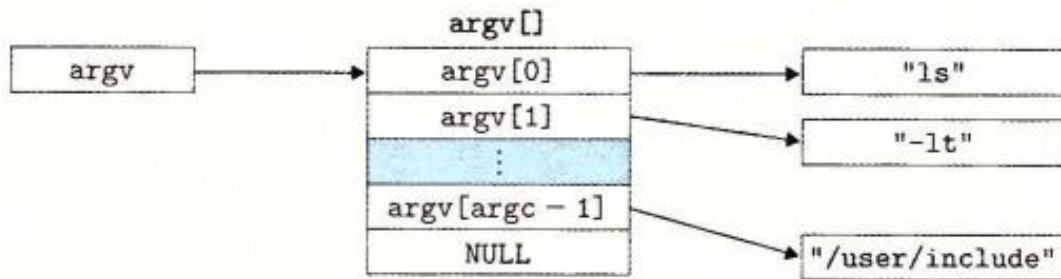 argv[]
argv
argv[0]
"ls"
argv[1]
"-lt"
⋮
argv[argc − 1]
NULL
"/user/include"